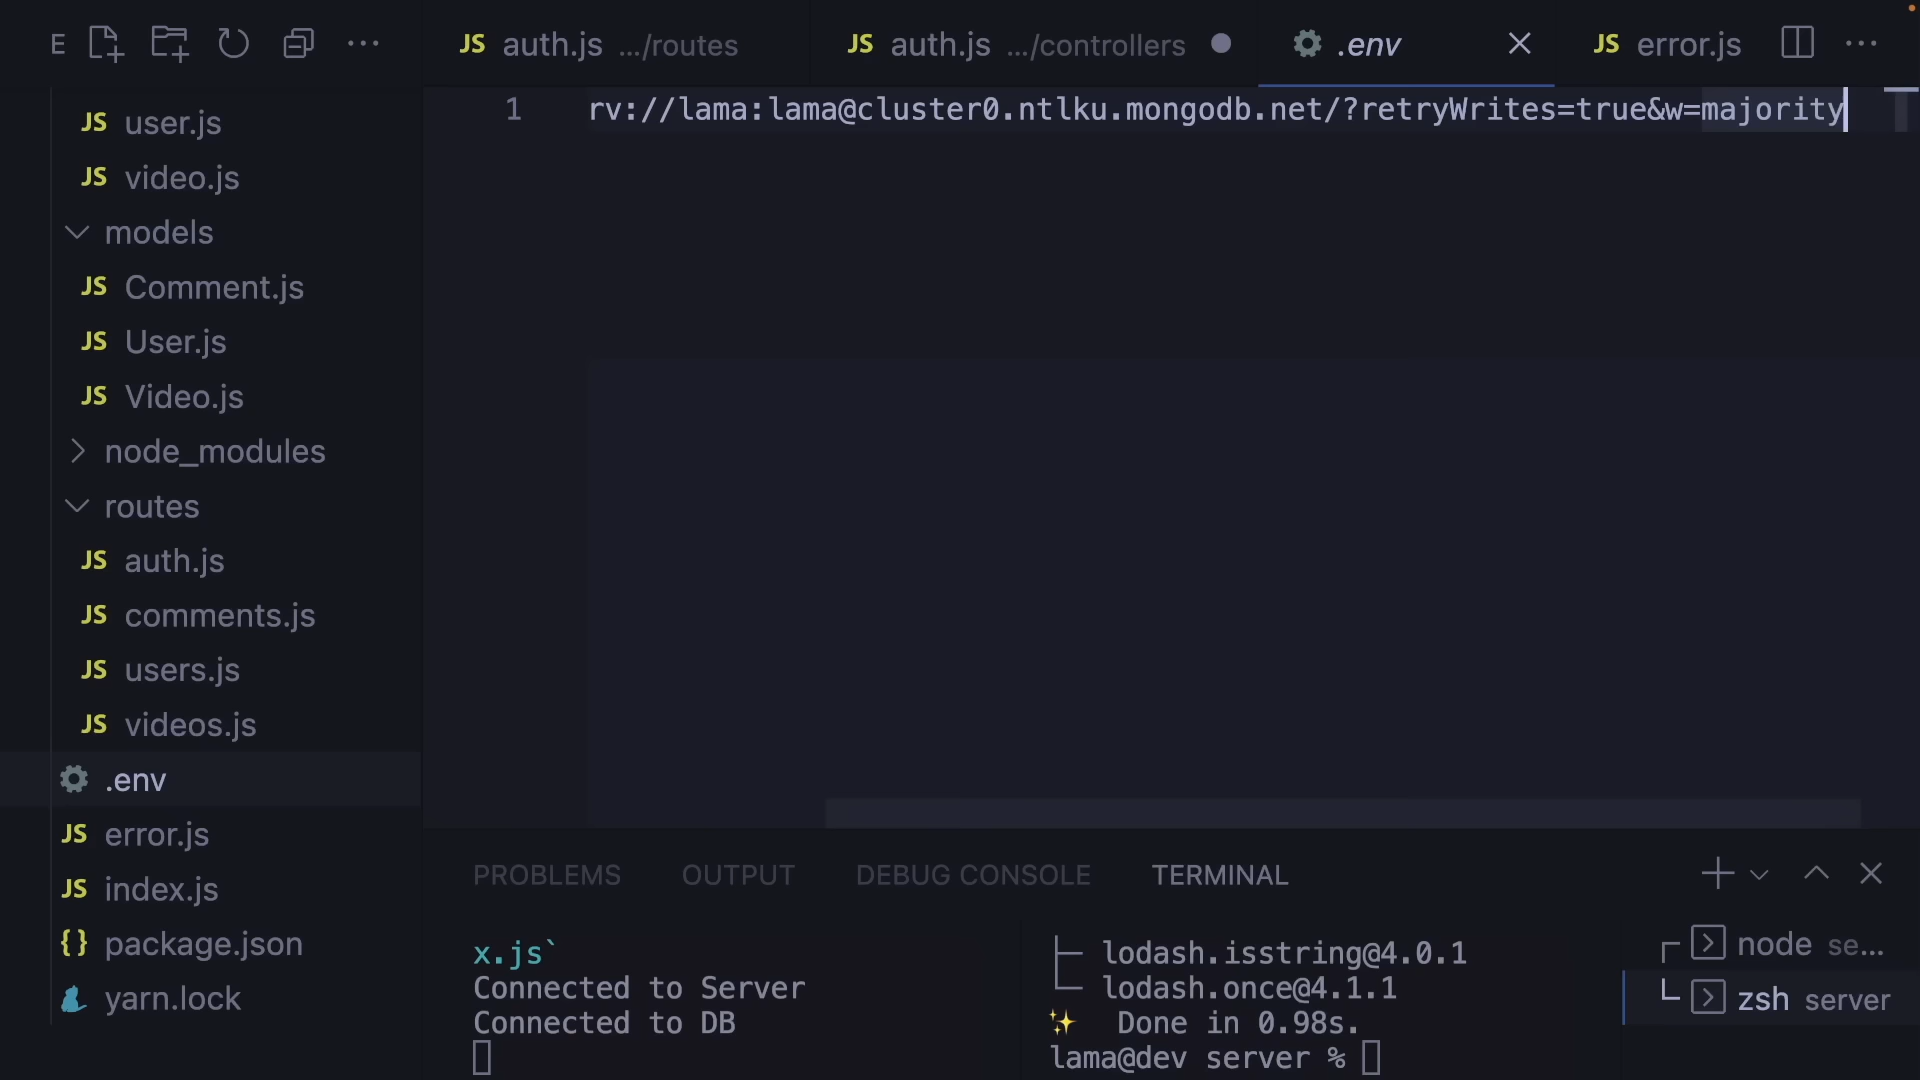 E
JS auth.js .../routes
JS auth.js .../controllers
.env
JS error.js
JS user.js
JS video.js
models
JS Comment.js
JS User.js
JS Video.js
node_modules
routes
JS auth.js
JS comments.js
JS users.js
JS videos.js
.env
JS error.js
JS index.js
{} package.json
yarn.lock
1 rv://lama:lama@cluster0.ntlku.mongodb.net/?retryWrites=true&w=majority
PROBLEMS OUTPUT DEBUG CONSOLE TERMINAL
x.js`
Connected to Server
Connected to DB
├─ lodash.isstring@4.0.1
└─ lodash.once@4.1.1
✨ Done in 0.98s.
lama@dev server %
node se...
zsh server